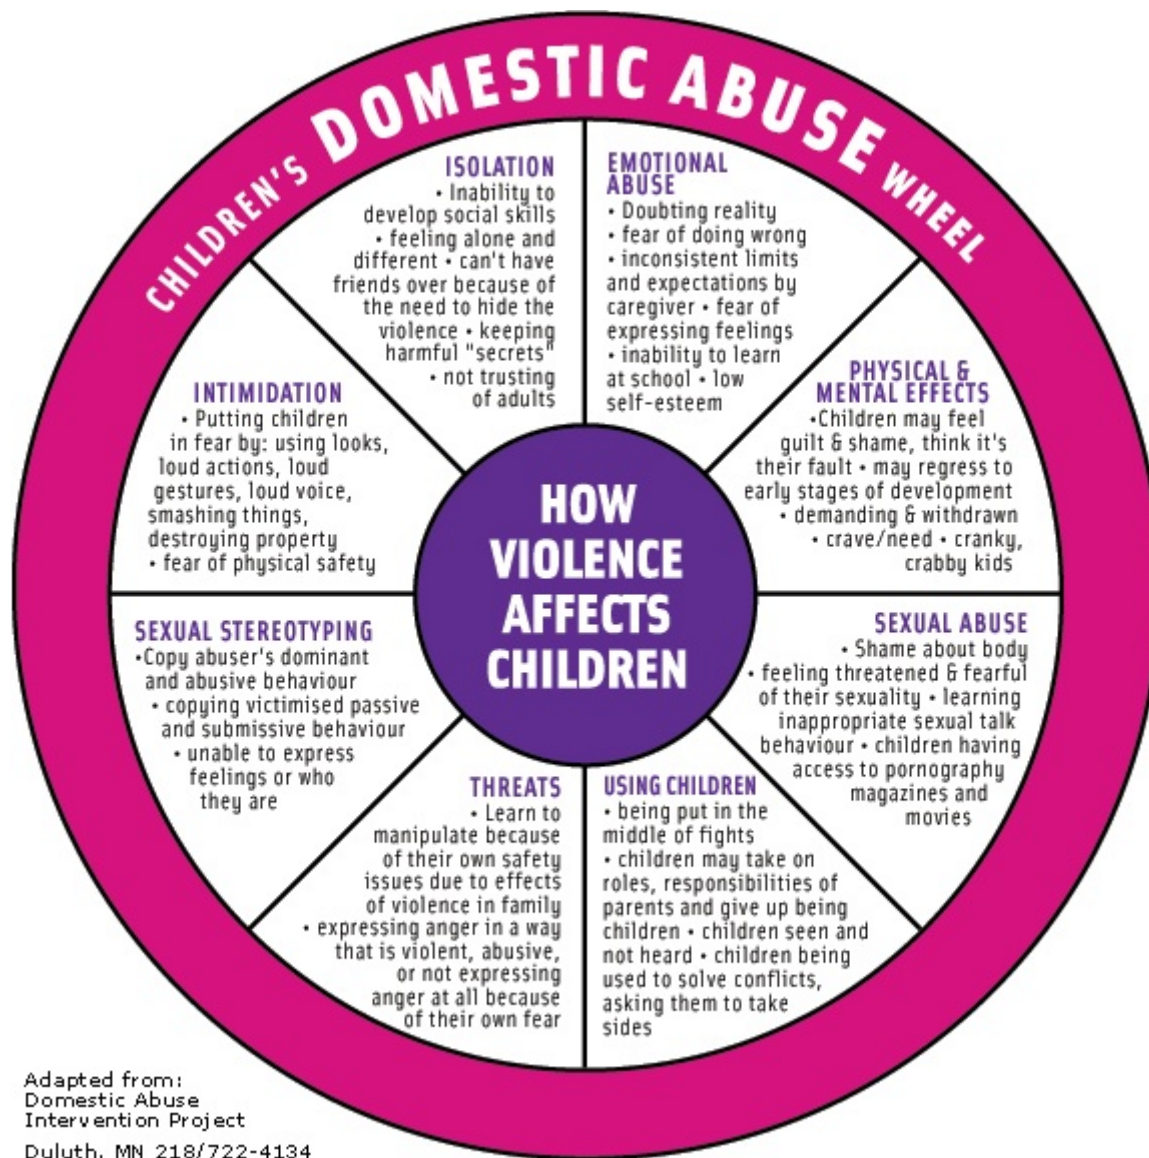 CHILDREN'S DOMESTIC ABUSE WHEEL
ISOLATION
• Inability to
develop social skills
• feeling alone and
different • can't have
friends over because of
the need to hide the
violence • keeping
harmful "secrets"
• not trusting
of adults
EMOTIONAL
ABUSE
• Doubting reality
• fear of doing wrong
• inconsistent limits
and expectations by
caregiver • fear of
expressing feelings
• inability to learn
at school • low
self-esteem
PHYSICAL &
MENTAL EFFECTS
•Children may feel
guilt & shame, think it's
their fault • may regress to
early stages of development
• demanding & withdrawn
• crave/need • cranky,
crabby kids
SEXUAL ABUSE
• Shame about body
• feeling threatened & fearful
of their sexuality • learning
inappropriate sexual talk
behaviour • children having
access to pornography
magazines and
movies
USING CHILDREN
• being put in the
middle of fights
• children may take on
roles, responsibilities of
parents and give up being
children • children seen and
not heard • children being
used to solve conflicts,
asking them to take
sides
THREATS
• Learn to
manipulate because
of their own safety
issues due to effects
of violence in family
• expressing anger in a way
that is violent, abusive,
or not expressing
anger at all because
of their own fear
SEXUAL STEREOTYPING
•Copy abuser's dominant
and abusive behaviour
• copying victimised passive
and submissive behaviour
• unable to express
feelings or who
they are
INTIMIDATION
• Putting children
in fear by: using looks,
loud actions, loud
gestures, loud voice,
smashing things,
destroying property
• fear of physical safety
HOW
VIOLENCE
AFFECTS
CHILDREN
Adapted from:
Domestic Abuse
Intervention Project
Duluth, MN 218/722-4134